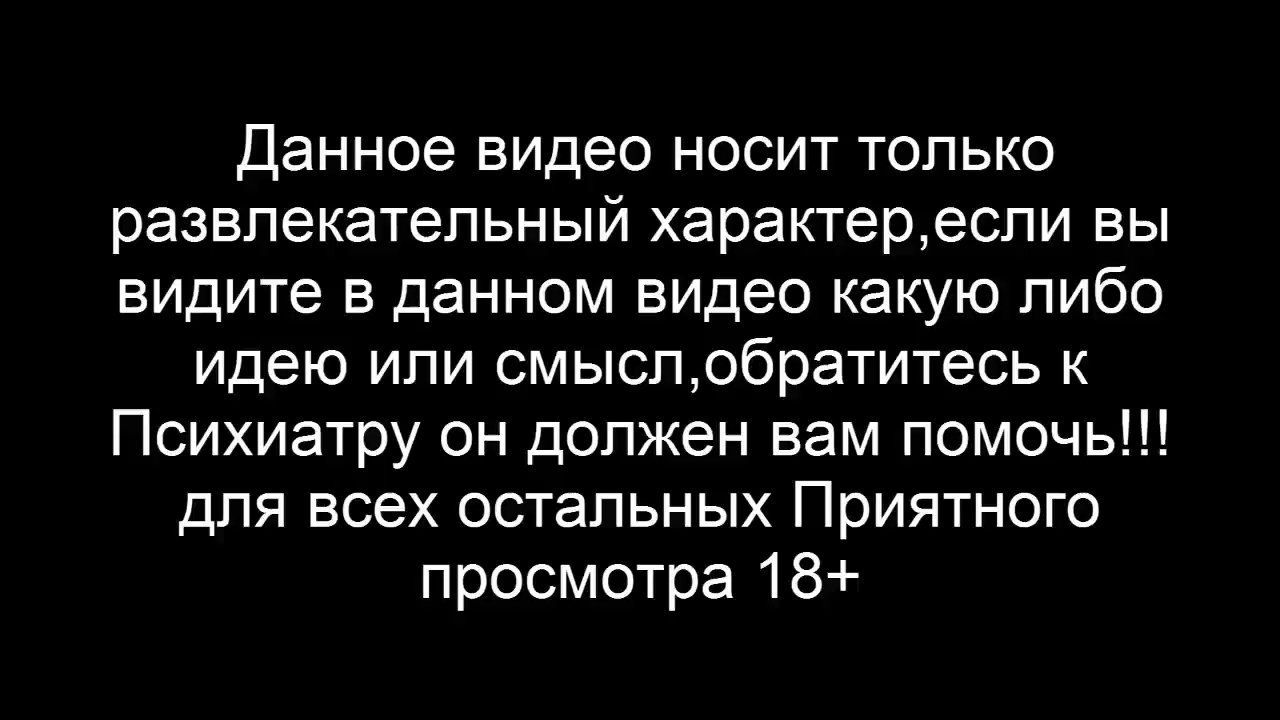 Данное видео носит только
развлекательный характер,если вы
видите в данном видео какую либо
идею или смысл,обратитесь к
Психиатру он должен вам помочь!!!
для всех остальных Приятного
просмотра 18+